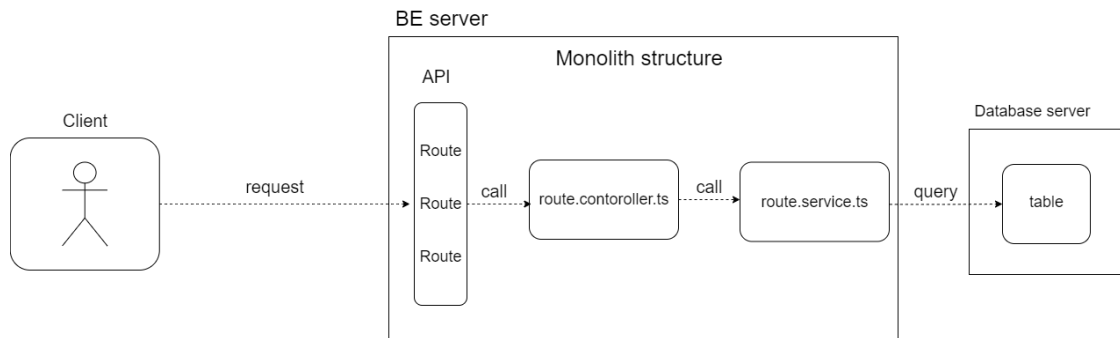 BE server
Monolith structure
API
Client
Database server
Route
request
Route
call
route.contoroller.ts
call
route.service.ts
query
table
Route